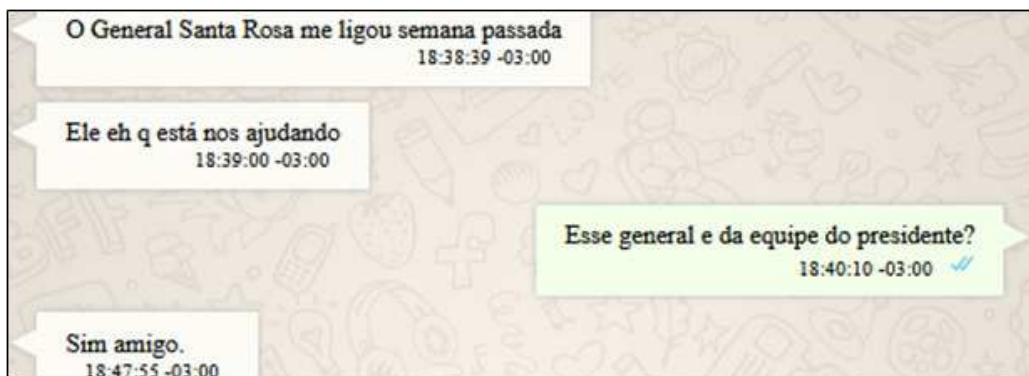 O General Santa Rosa me ligou semana passada
18:38:39 -03:00
Ele eh q está nos ajudando
18:39:00 -03:00
Esse general e da equipe do presidente?
18:40:10 -03:00
Sim amigo.
18:47:55 -03:00